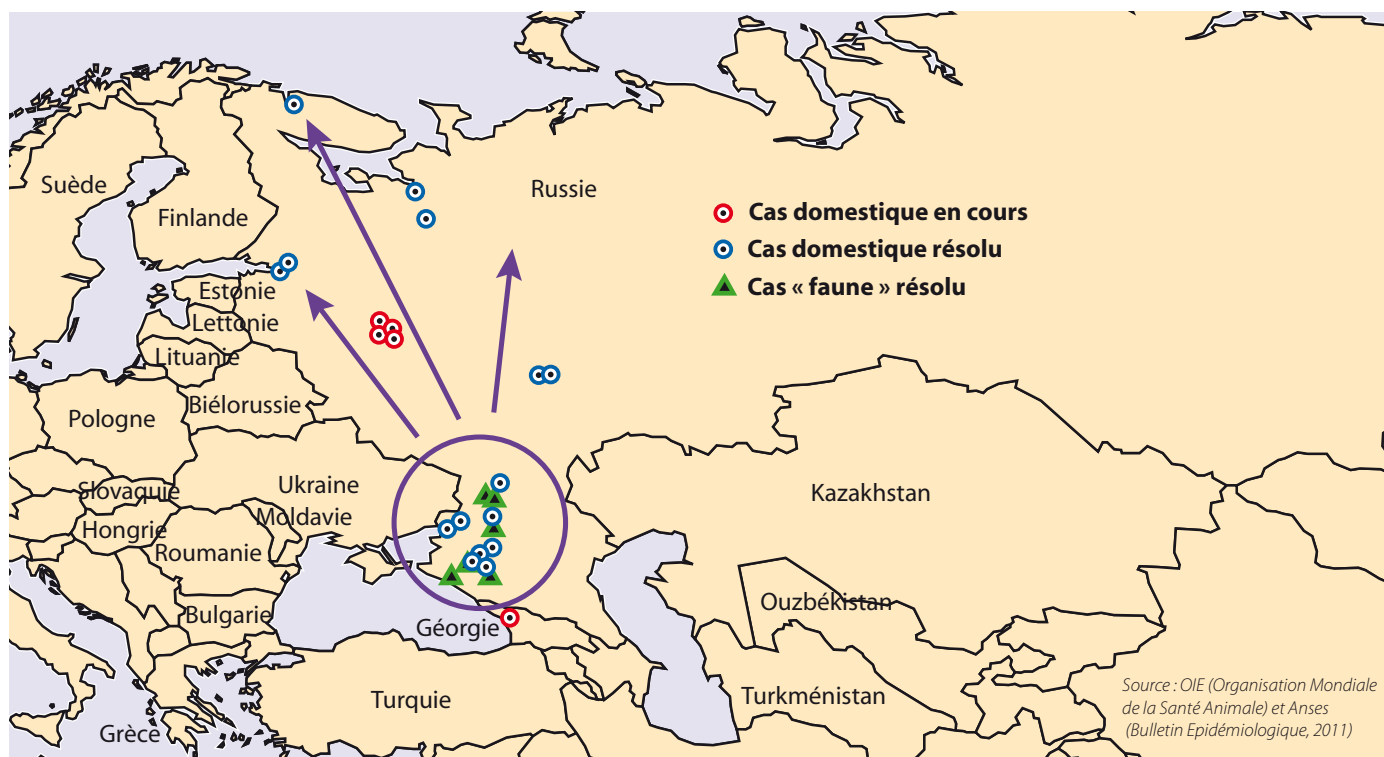 Suède
Finlande
Russie
Cas domestique en cours
Cas domestique résolu
Cas « faune » résolu
Estonie
Lettonie
Lituanie
Biélorussie
Pologne
Slovaquie
Ukraine
Kazakhstan
Moldavie
Hongrie
Roumanie
Ouzbékistan
Bulgarie
Géorgie
Turquie
Turkménistan
Grèce
Source : OIE (Organisation Mondiale
de la Santé Animale) et Anses
(Bulletin Epidémiologique, 2011)